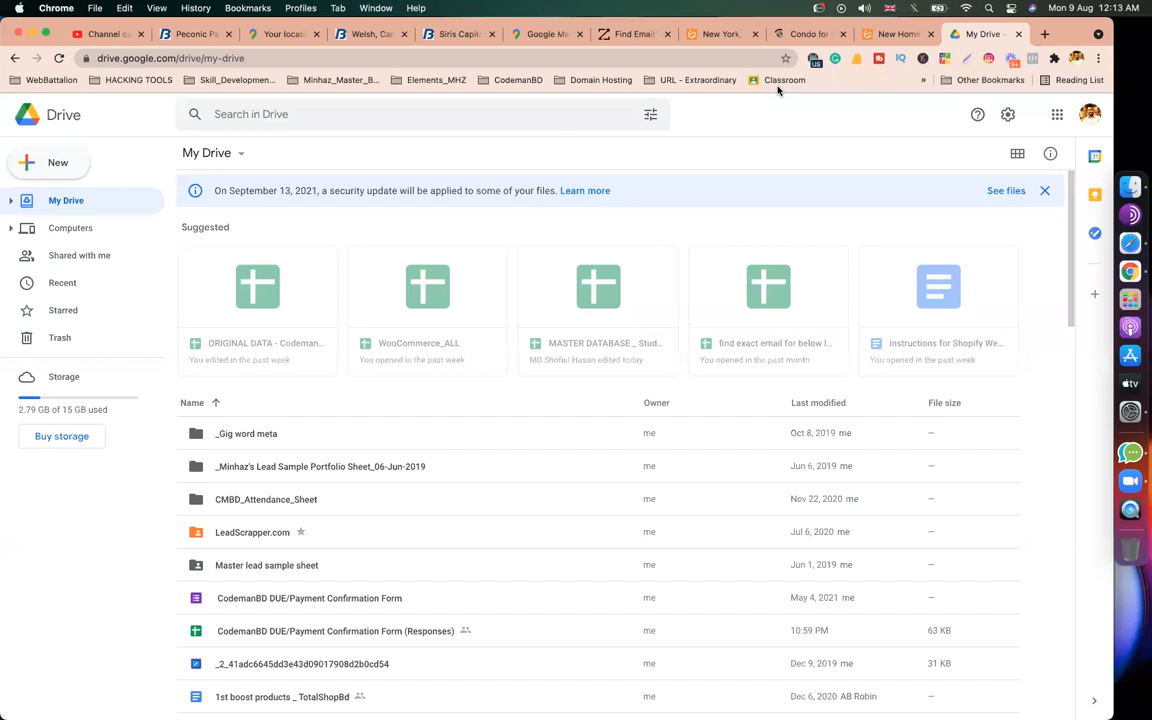 Chrome File Edit View History Bookmarks Profiles Tab Window Help Mon 9 Aug 12:13 AM
Channel c Peconic Pa Your locati Welsh, Ca Siris Capit Google Ma Find Email New York, Condo for New Home My Drive -
drive.google.com/drive/my-drive
WebBattalion HACKING TOOLS Skill_Developmen... Minhaz_Master_B... Elements_MHZ CodemanBD Domain Hosting URL - Extraordinary Classroom » Other Bookmarks Reading List
Drive
Search in Drive
My Drive
New
On September 13, 2021, a security update will be applied to some of your files. Learn more See files
My Drive
Computers
Shared with me
Recent
Starred
Trash
Storage
2.79 GB of 15 GB used
Buy storage
Suggested
ORIGINAL DATA - Codeman... WooCommerce_ALL MASTER DATABASE _ Stud... find exact email for below l... Instructions for Shopify We...
You edited in the past week You opened in the past week MD Shofiul Hasan edited today You opened in the past month You opened in the past week
Name Owner Last modified File size
_Gig word meta me Oct 8, 2019 me —
_Minhaz's Lead Sample Portfolio Sheet_06-Jun-2019 me Jun 6, 2019 me —
CMBD_Attendance_Sheet me Nov 22, 2020 me —
LeadScrapper.com me Jul 6, 2020 me —
Master lead sample sheet me Jun 1, 2019 me —
CodemanBD DUE/Payment Confirmation Form me May 4, 2021 me —
CodemanBD DUE/Payment Confirmation Form (Responses) me 10:59 PM 63 KB
_2_41adc6645dd3e43d09017908d2b0cd54 me Dec 9, 2019 me 31 KB
1st boost products _ TotalShopBd me Dec 6, 2020 AB Robin —